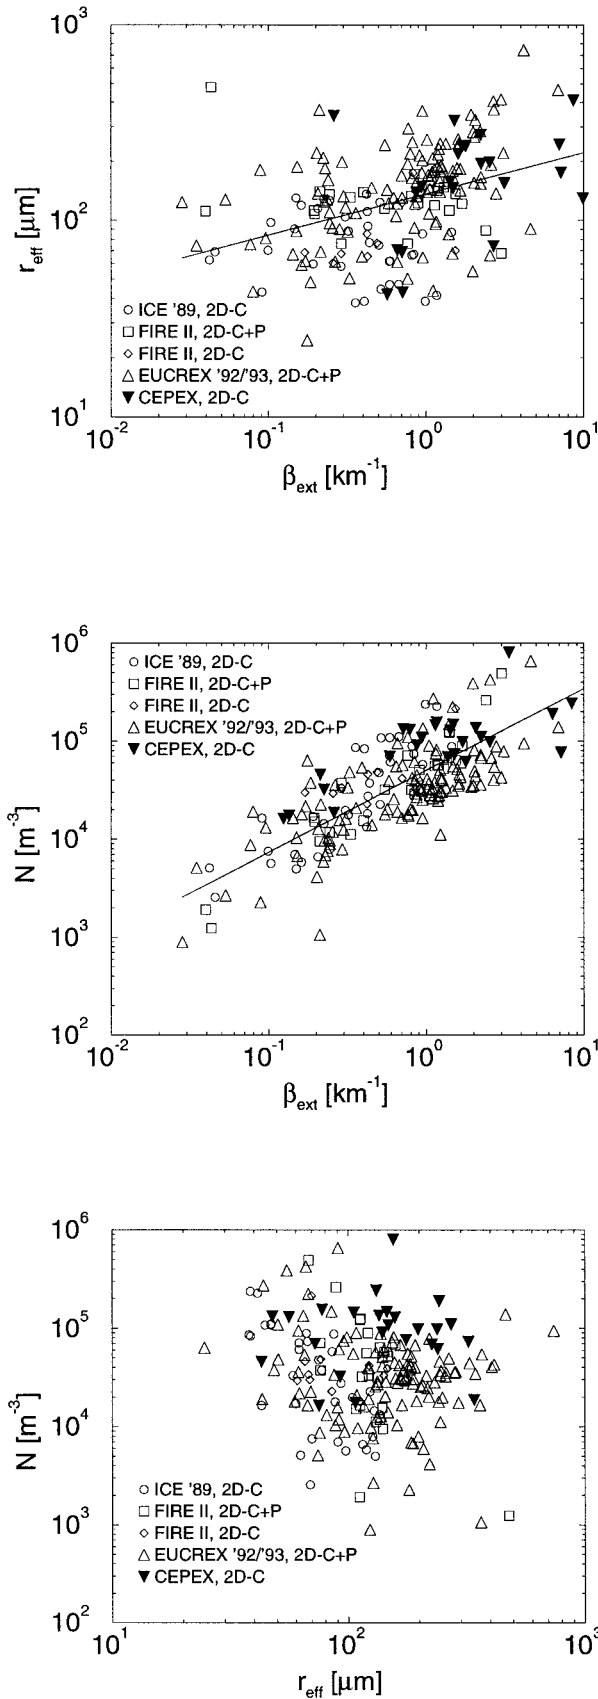 10³
10²
10¹
r_eff [μm]
○ ICE '89, 2D-C
□ FIRE II, 2D-C+P
◇ FIRE II, 2D-C
△ EUCREX '92/'93, 2D-C+P
▼ CEPEX, 2D-C
10⁻² 10⁻¹ 10⁰ 10¹
β_ext [km⁻¹]
10⁶
10⁵
10⁴
10³
10²
N [m⁻³]
○ ICE '89, 2D-C
□ FIRE II, 2D-C+P
◇ FIRE II, 2D-C
△ EUCREX '92/'93, 2D-C+P
▼ CEPEX, 2D-C
10⁻² 10⁻¹ 10⁰ 10¹
β_ext [km⁻¹]
10⁶
10⁵
10⁴
10³
10²
N [m⁻³]
○ ICE '89, 2D-C
□ FIRE II, 2D-C+P
◇ FIRE II, 2D-C
△ EUCREX '92/'93, 2D-C+P
▼ CEPEX, 2D-C
10¹ 10² 10³
r_eff [μm]